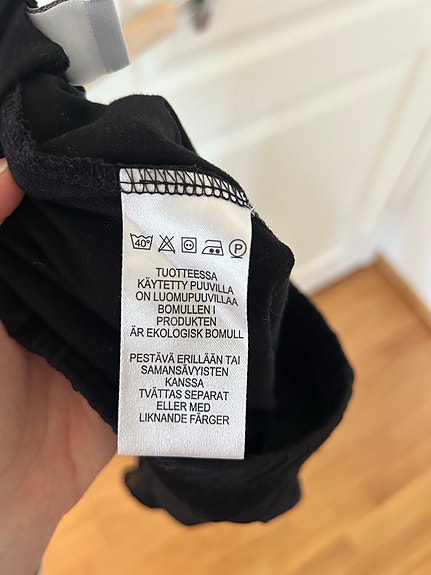 40°
P
TUOTTEESSA
KÄYTETTY PUUVILLA
ON LUOMUPUUVILLAA
BOMULLEN I
PRODUKTEN
ÄR EKOLOGISK BOMULL
PESTÄVÄ ERILLÄÄN TAI
SAMANSÄVYISTEN
KANSSA
TVÄTTAS SEPARAT
ELLER MED
LIKNANDE FÄRGER